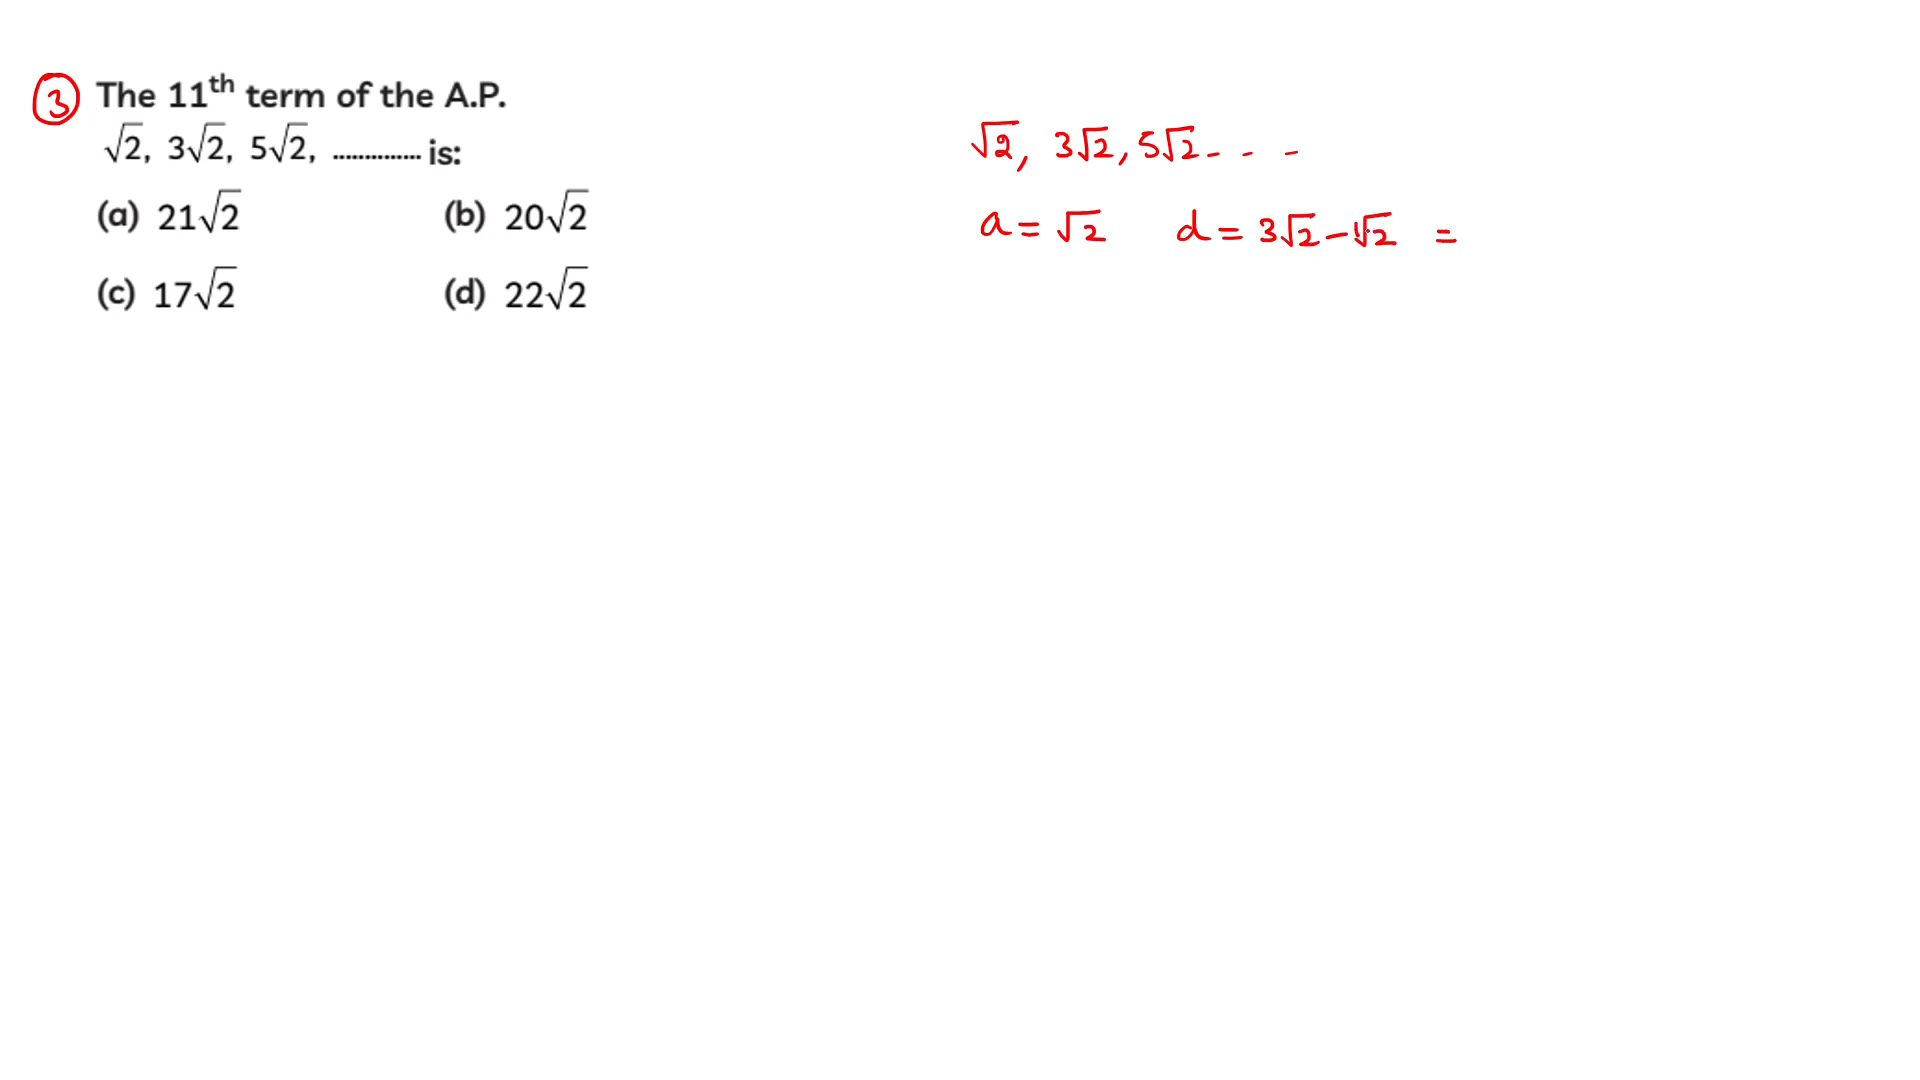 ③ The 11th term of the A.P.
√2, 3√2, 5√2, .............. is:
(a) 21√2 (b) 20√2
(c) 17√2 (d) 22√2
√2, 3√2, 5√2 - - -
a = √2 d = 3√2 - 1√2 =